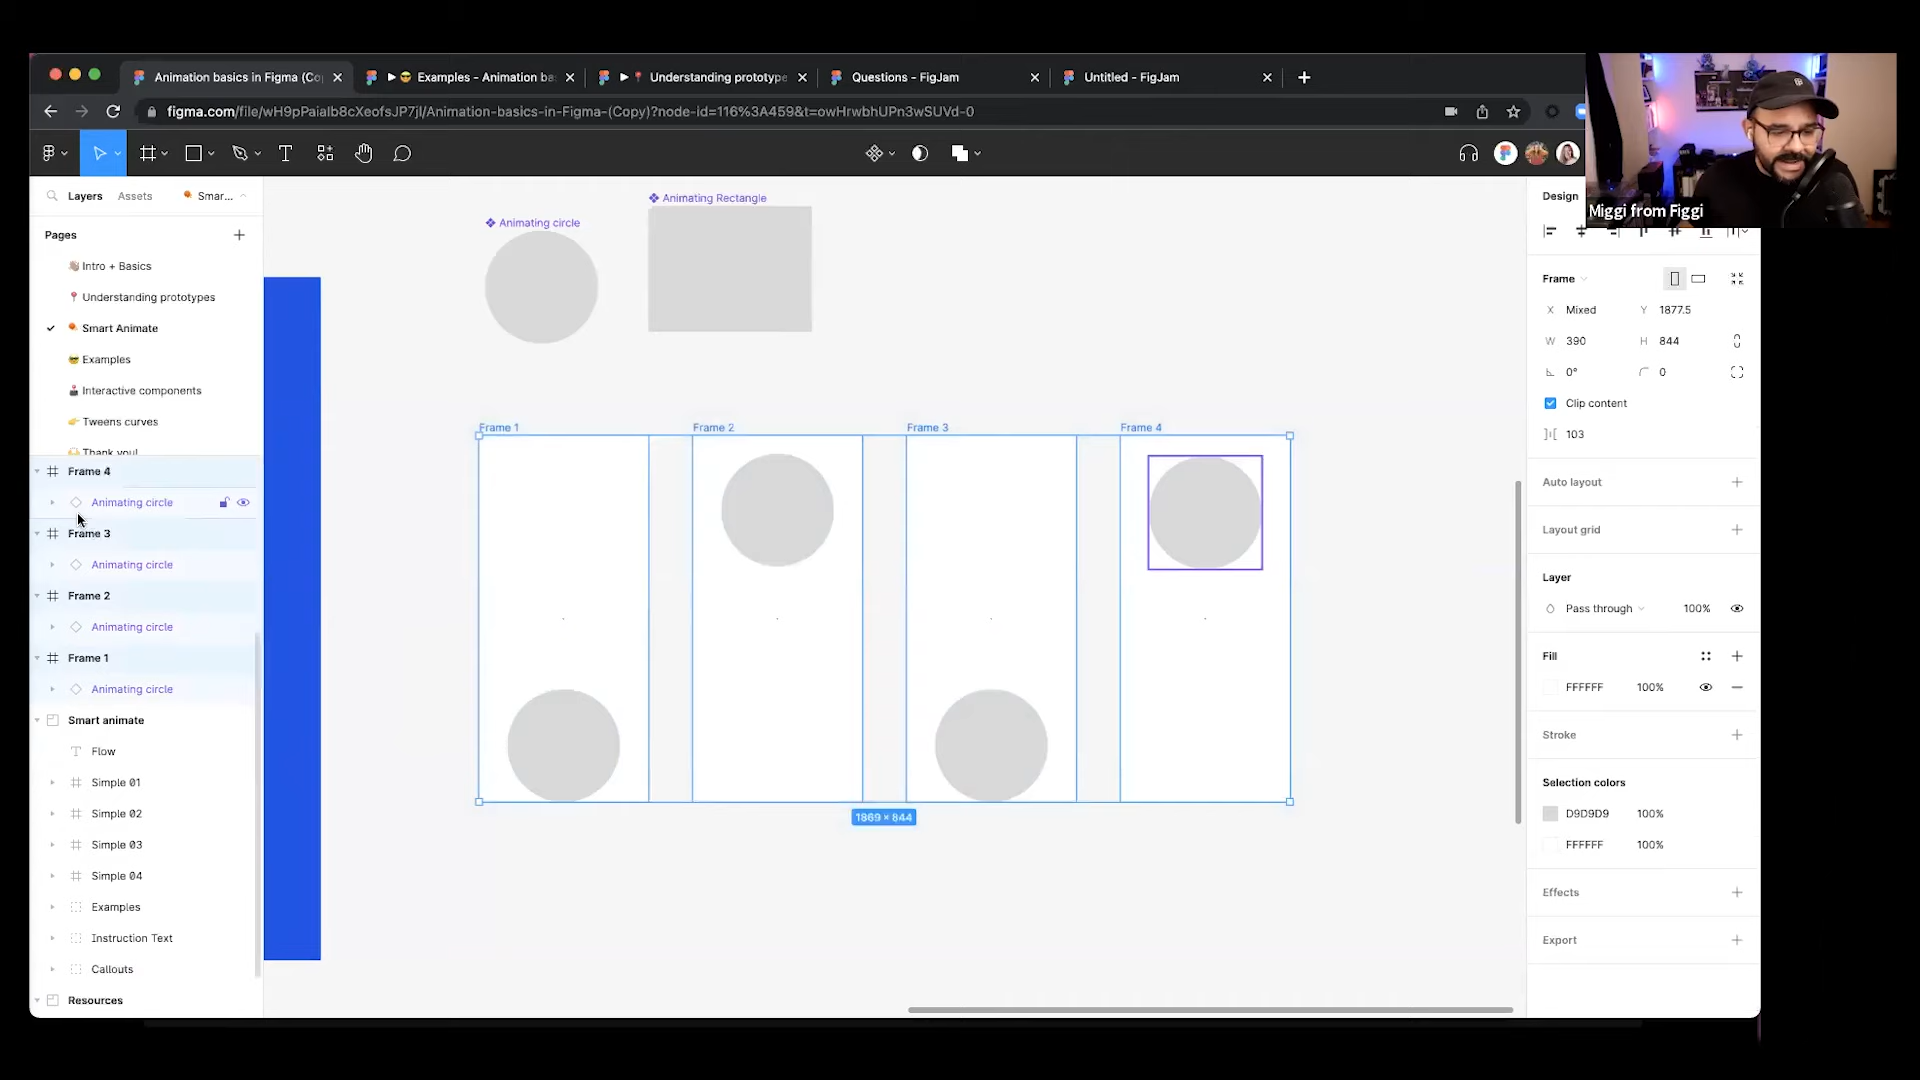 Animation basics in Figma (Co
Examples - Animation ba
Understanding prototype
Questions - FigJam
Untitled - FigJam
figma.com/file/wH9pPaiaIb8cXeofsJP7jl/Animation-basics-in-Figma-(Copy)?node-id=116%3A459&t=owHrwbhUPn3wSUVd-0
Miggi from Figgi
Layers
Assets
Smar...
Pages
Intro + Basics
Understanding prototypes
Smart Animate
Examples
Interactive components
Tweens curves
Thank you!
Frame 4
Animating circle
Frame 3
Animating circle
Frame 2
Animating circle
Frame 1
Animating circle
Smart animate
Flow
Simple 01
Simple 02
Simple 03
Simple 04
Examples
Instruction Text
Callouts
Resources
Animating circle
Animating Rectangle
Frame 1
Frame 2
Frame 3
Frame 4
1869 × 844
Design
Frame
X Mixed Y 1877.5
W 390 H 844
0° 0
Clip content
103
Auto layout
Layout grid
Layer
Pass through 100%
Fill
FFFFFF 100%
Stroke
Selection colors
D9D9D9 100%
FFFFFF 100%
Effects
Export